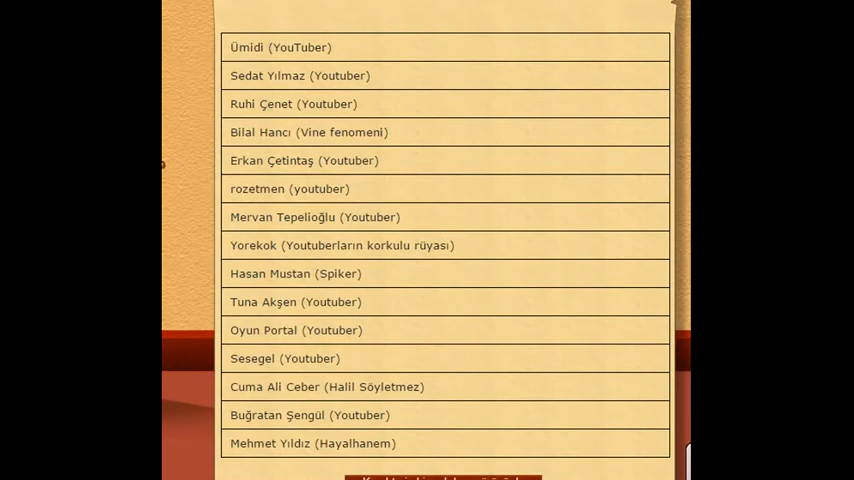 Ümidi (YouTuber)
Sedat Yılmaz (Youtuber)
Ruhi Çenet (Youtuber)
Bilal Hancı (Vine fenomeni)
Erkan Çetintaş (Youtuber)
rozetmen (youtuber)
Mervan Tepelioğlu (Youtuber)
Yorekok (Youtuberların korkulu rüyası)
Hasan Mustan (Spiker)
Tuna Akşen (Youtuber)
Oyun Portal (Youtuber)
Sesegel (Youtuber)
Cuma Ali Ceber (Halil Söyletmez)
Buğratan Şengül (Youtuber)
Mehmet Yıldız (Hayalhanem)